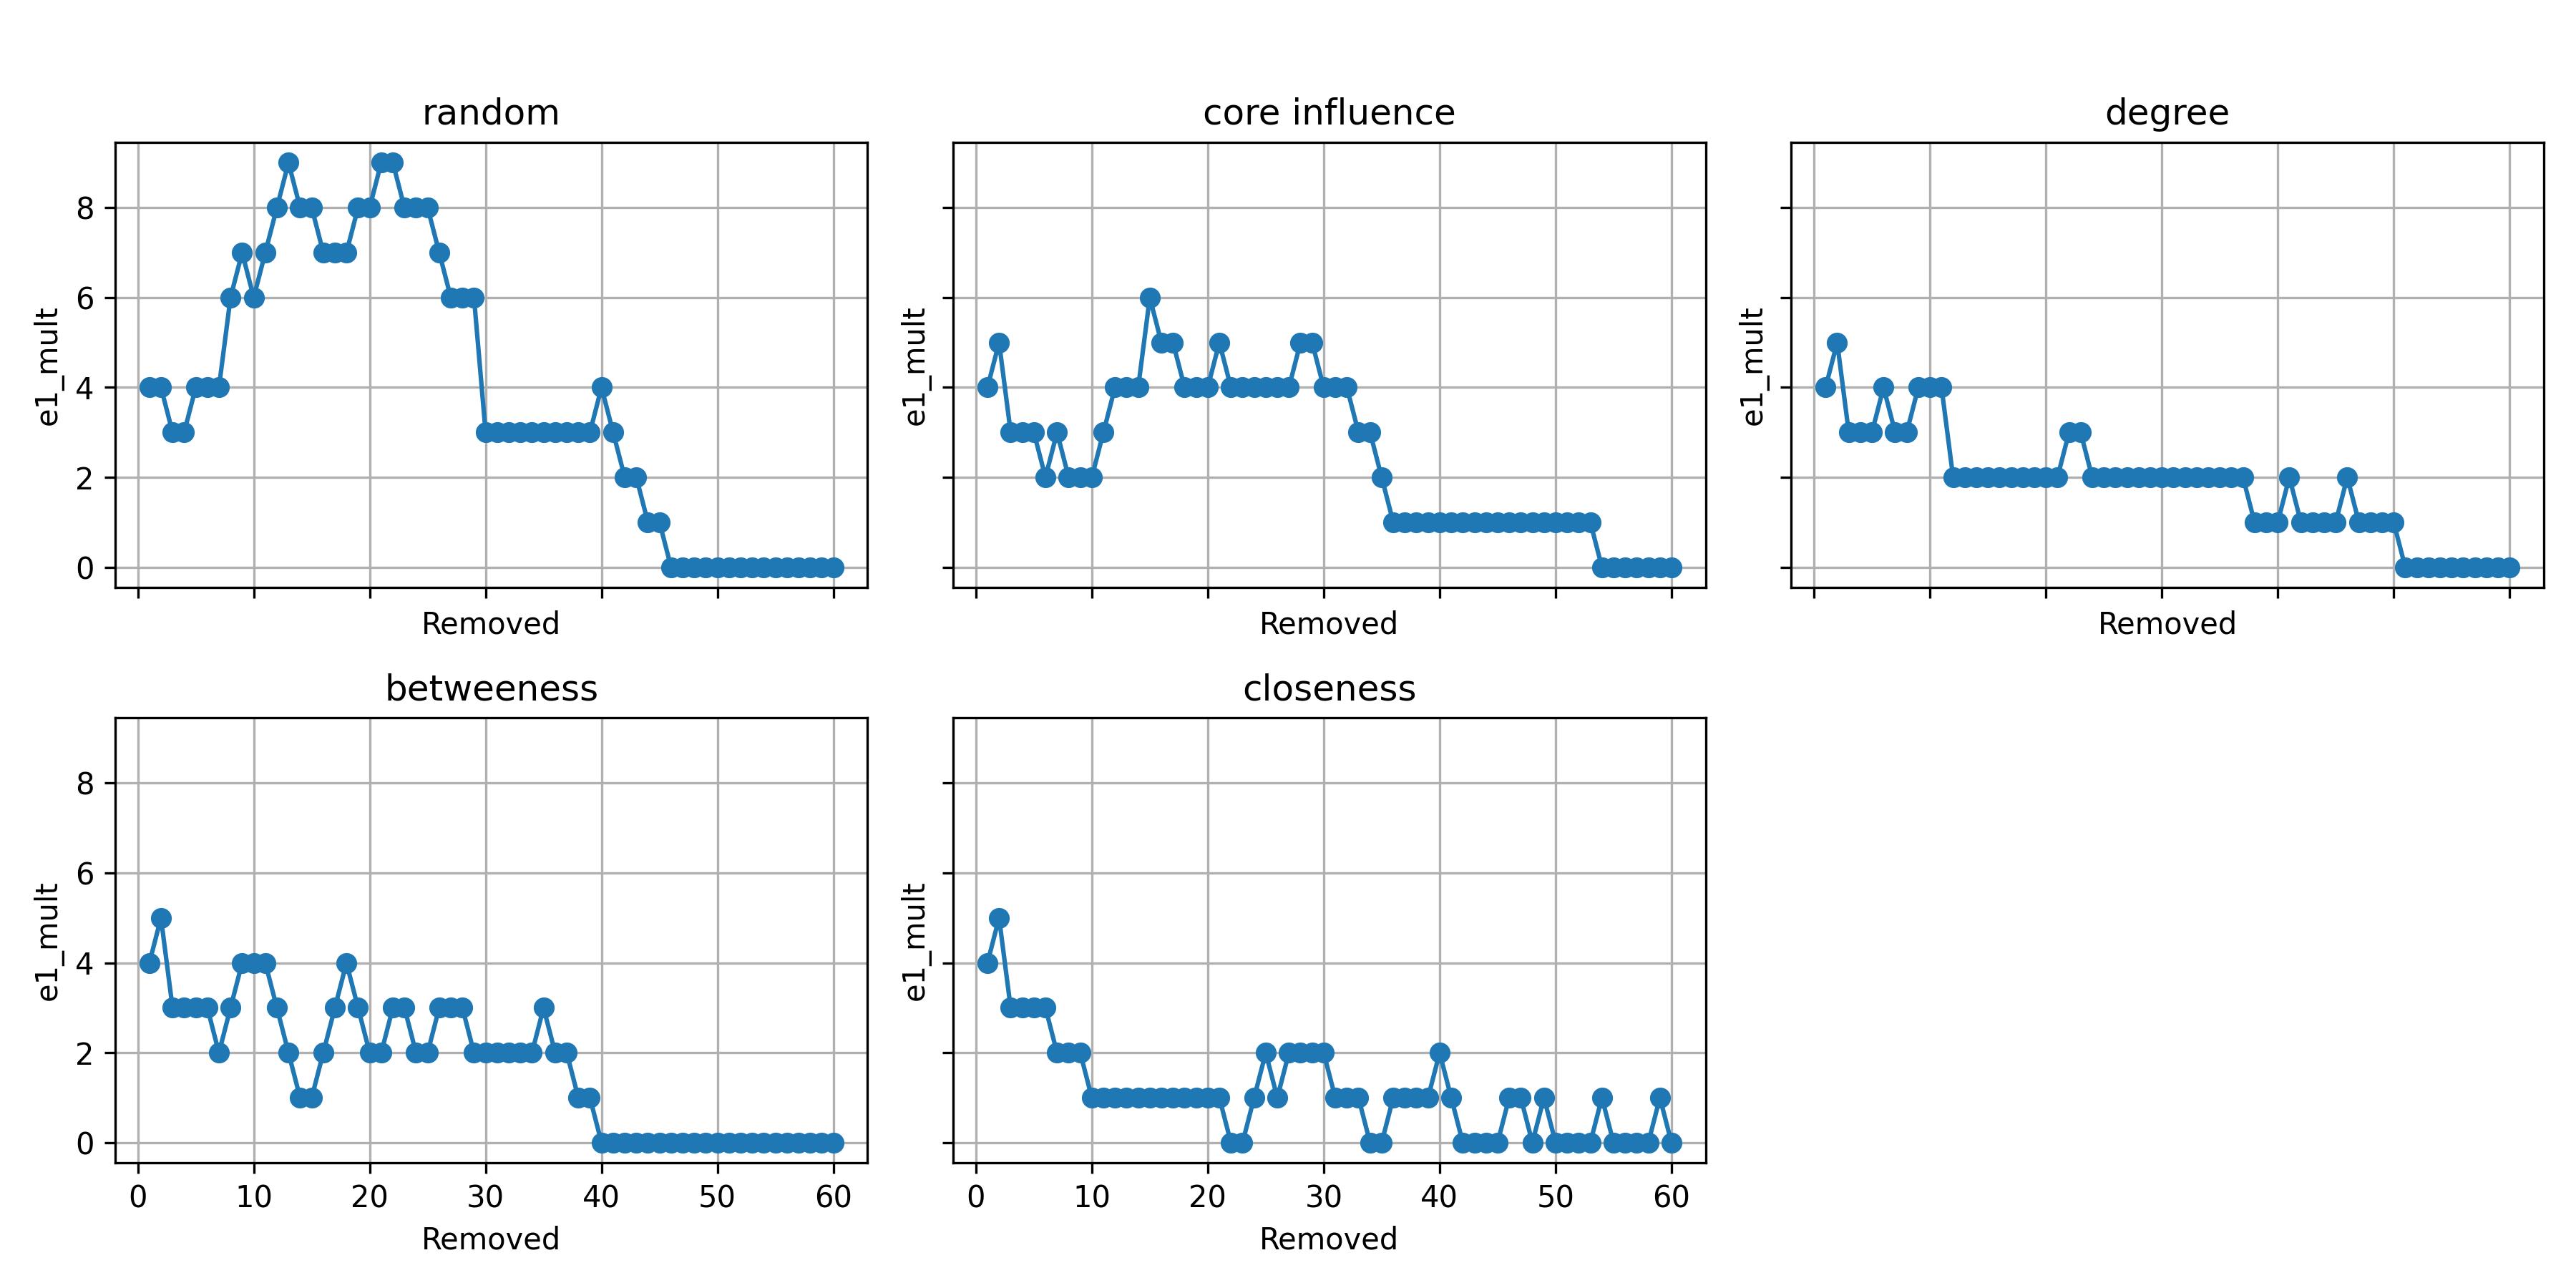 random
core influence
degree
e1_mult
8
6
4
2
0
e1_mult
e1_mult
Removed
Removed
Removed
betweeness
closeness
e1_mult
8
6
4
2
0
e1_mult
0 10 20 30 40 50 60
0 10 20 30 40 50 60
Removed
Removed